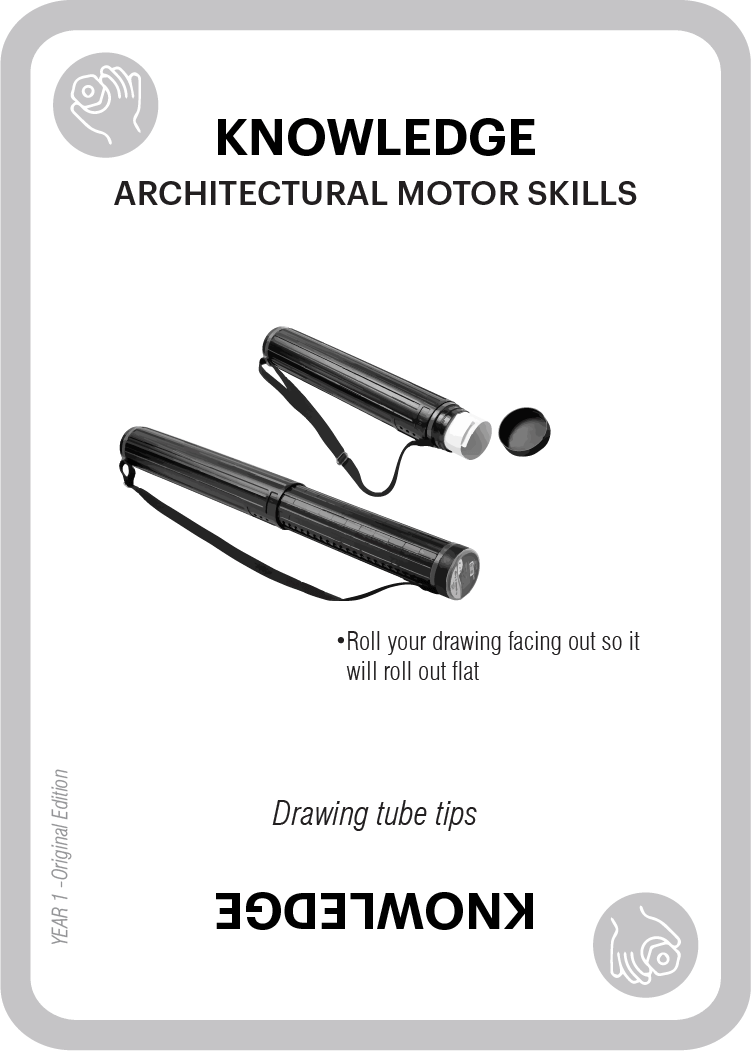 KNOWLEDGE
ARCHITECTURAL MOTOR SKILLS
•Roll your drawing facing out so it
will roll out flat
Drawing tube tips
YEAR 1 -Original Edition
KNOWLEDGE